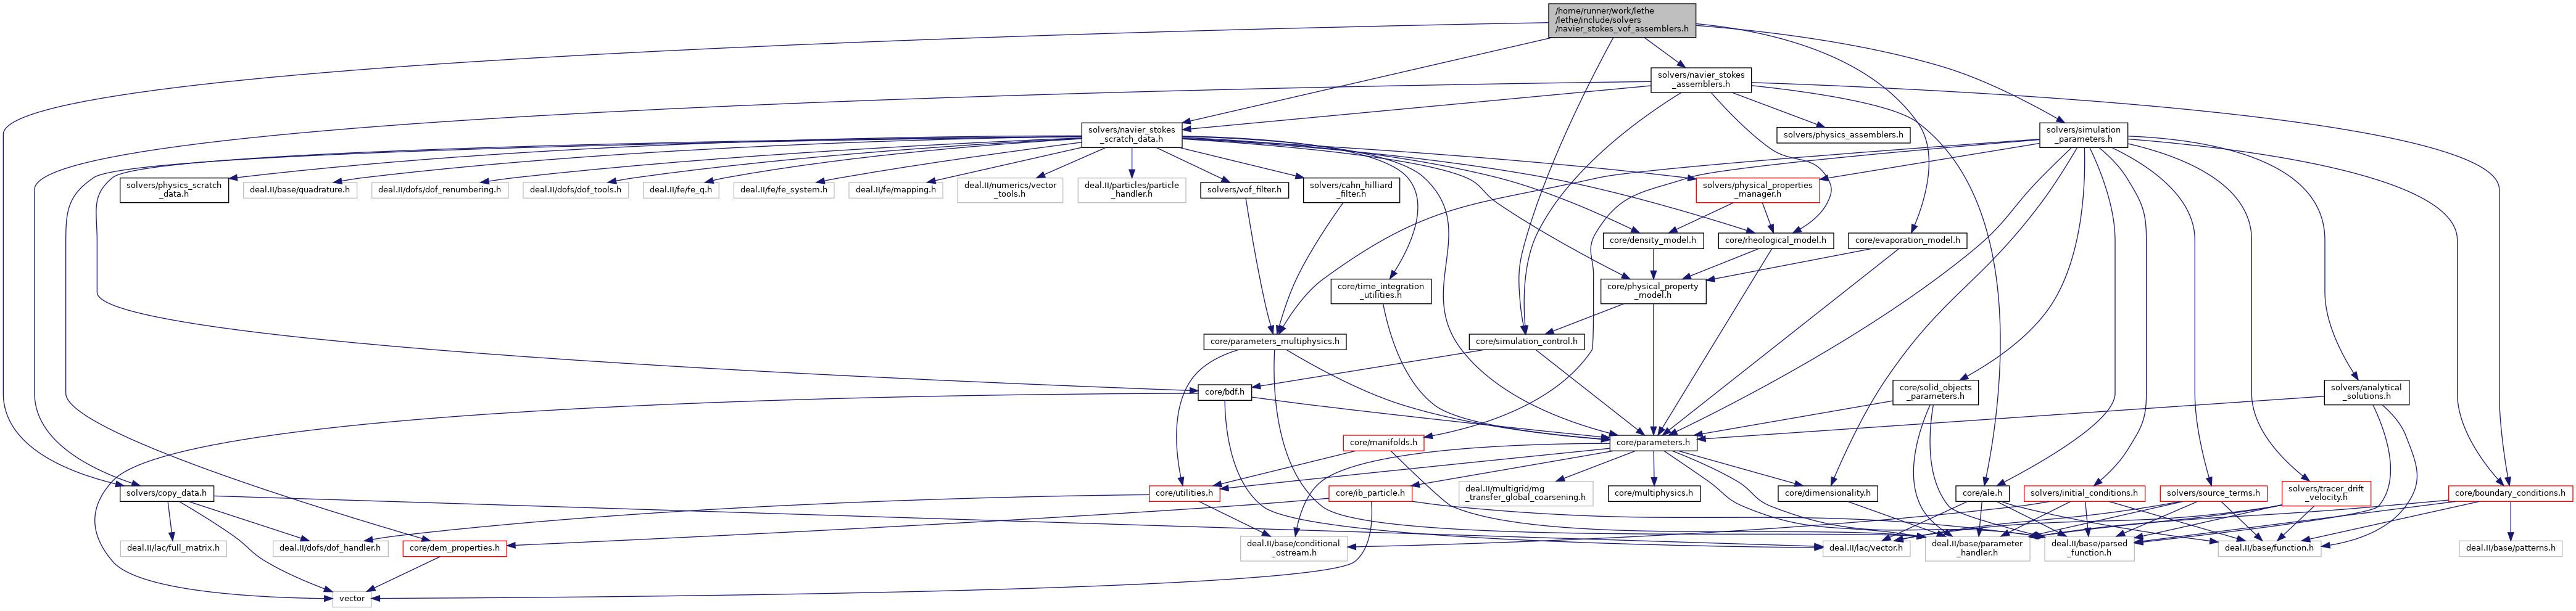 /home/runner/work/lethe
/lethe/include/solvers
/navier_stokes_vof_assemblers.h
solvers/navier_stokes
_assemblers.h
solvers/navier_stokes
_scratch_data.h
solvers/physics_assemblers.h
solvers/simulation
_parameters.h
solvers/physics_scratch
_data.h
deal.II/base/quadrature.h
deal.II/dofs/dof_renumbering.h
deal.II/dofs/dof_tools.h
deal.II/fe/fe_q.h
deal.II/fe/fe_system.h
deal.II/fe/mapping.h
deal.II/numerics/vector
_tools.h
deal.II/particles/particle
_handler.h
solvers/vof_filter.h
solvers/cahn_hilliard
_filter.h
solvers/physical_properties
_manager.h
core/density_model.h
core/rheological_model.h
core/evaporation_model.h
core/time_integration
_utilities.h
core/physical_property
_model.h
core/parameters_multiphysics.h
core/simulation_control.h
core/bdf.h
core/solid_objects
_parameters.h
solvers/analytical
_solutions.h
core/manifolds.h
core/parameters.h
solvers/copy_data.h
core/utilities.h
core/ib_particle.h
deal.II/multigrid/mg
_transfer_global_coarsening.h
core/multiphysics.h
core/dimensionality.h
core/ale.h
solvers/initial_conditions.h
solvers/source_terms.h
solvers/tracer_drift
_velocity.h
core/boundary_conditions.h
deal.II/lac/full_matrix.h
deal.II/dofs/dof_handler.h
core/dem_properties.h
deal.II/base/conditional
_ostream.h
deal.II/lac/vector.h
deal.II/base/parameter
_handler.h
deal.II/base/parsed
_function.h
deal.II/base/function.h
deal.II/base/patterns.h
vector